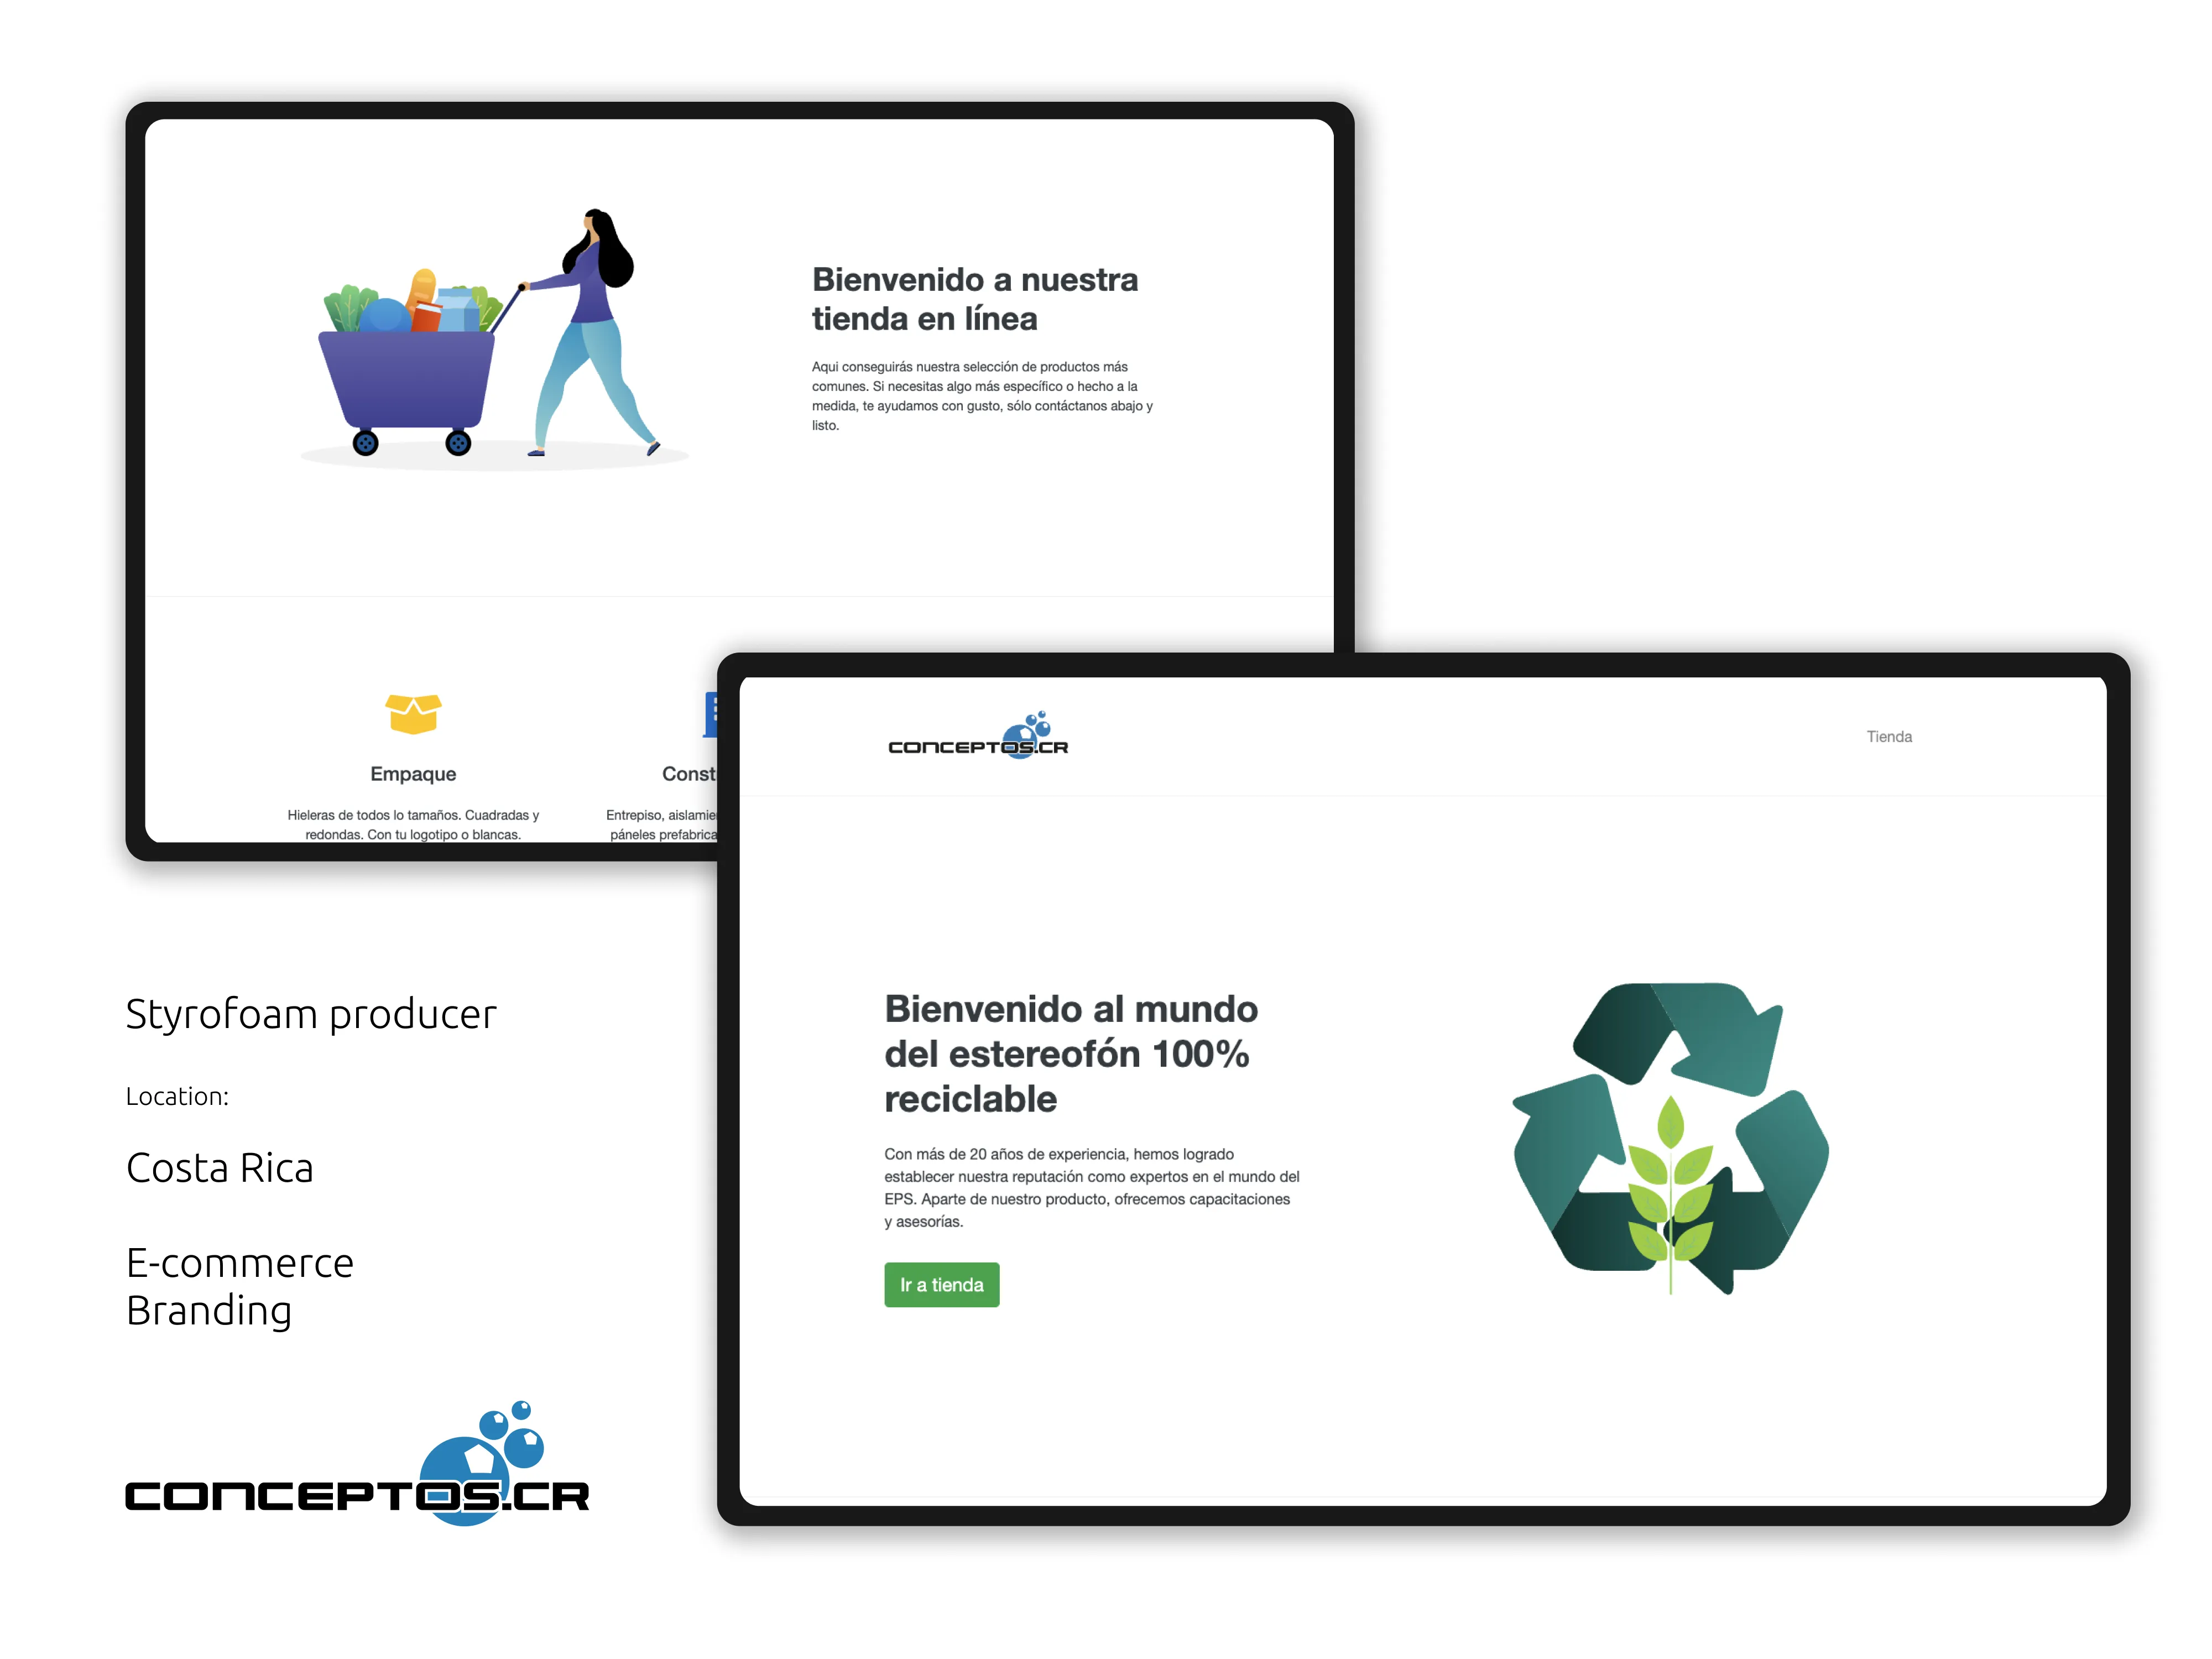 Bienvenido a nuestra
tienda en línea
Aqui conseguirás nuestra selección de productos más
comunes. Si necesitas algo más específico o hecho a la
medida, te ayudamos con gusto, sólo contáctanos abajo y
listo.
Empaque
Hieleras de todos lo tamaños. Cuadradas y
redondas. Con tu logotipo o blancas.
Const
Entrepiso, aislamie
páneles prefabrica
CONCEPTOS.CR
Tienda
Bienvenido al mundo
del estereofón 100%
reciclable
Con más de 20 años de experiencia, hemos logrado
establecer nuestra reputación como expertos en el mundo del
EPS. Aparte de nuestro producto, ofrecemos capacitaciones
y asesorías.
Ir a tienda
Styrofoam producer
Location:
Costa Rica
E-commerce
Branding
CONCEPTOS.CR